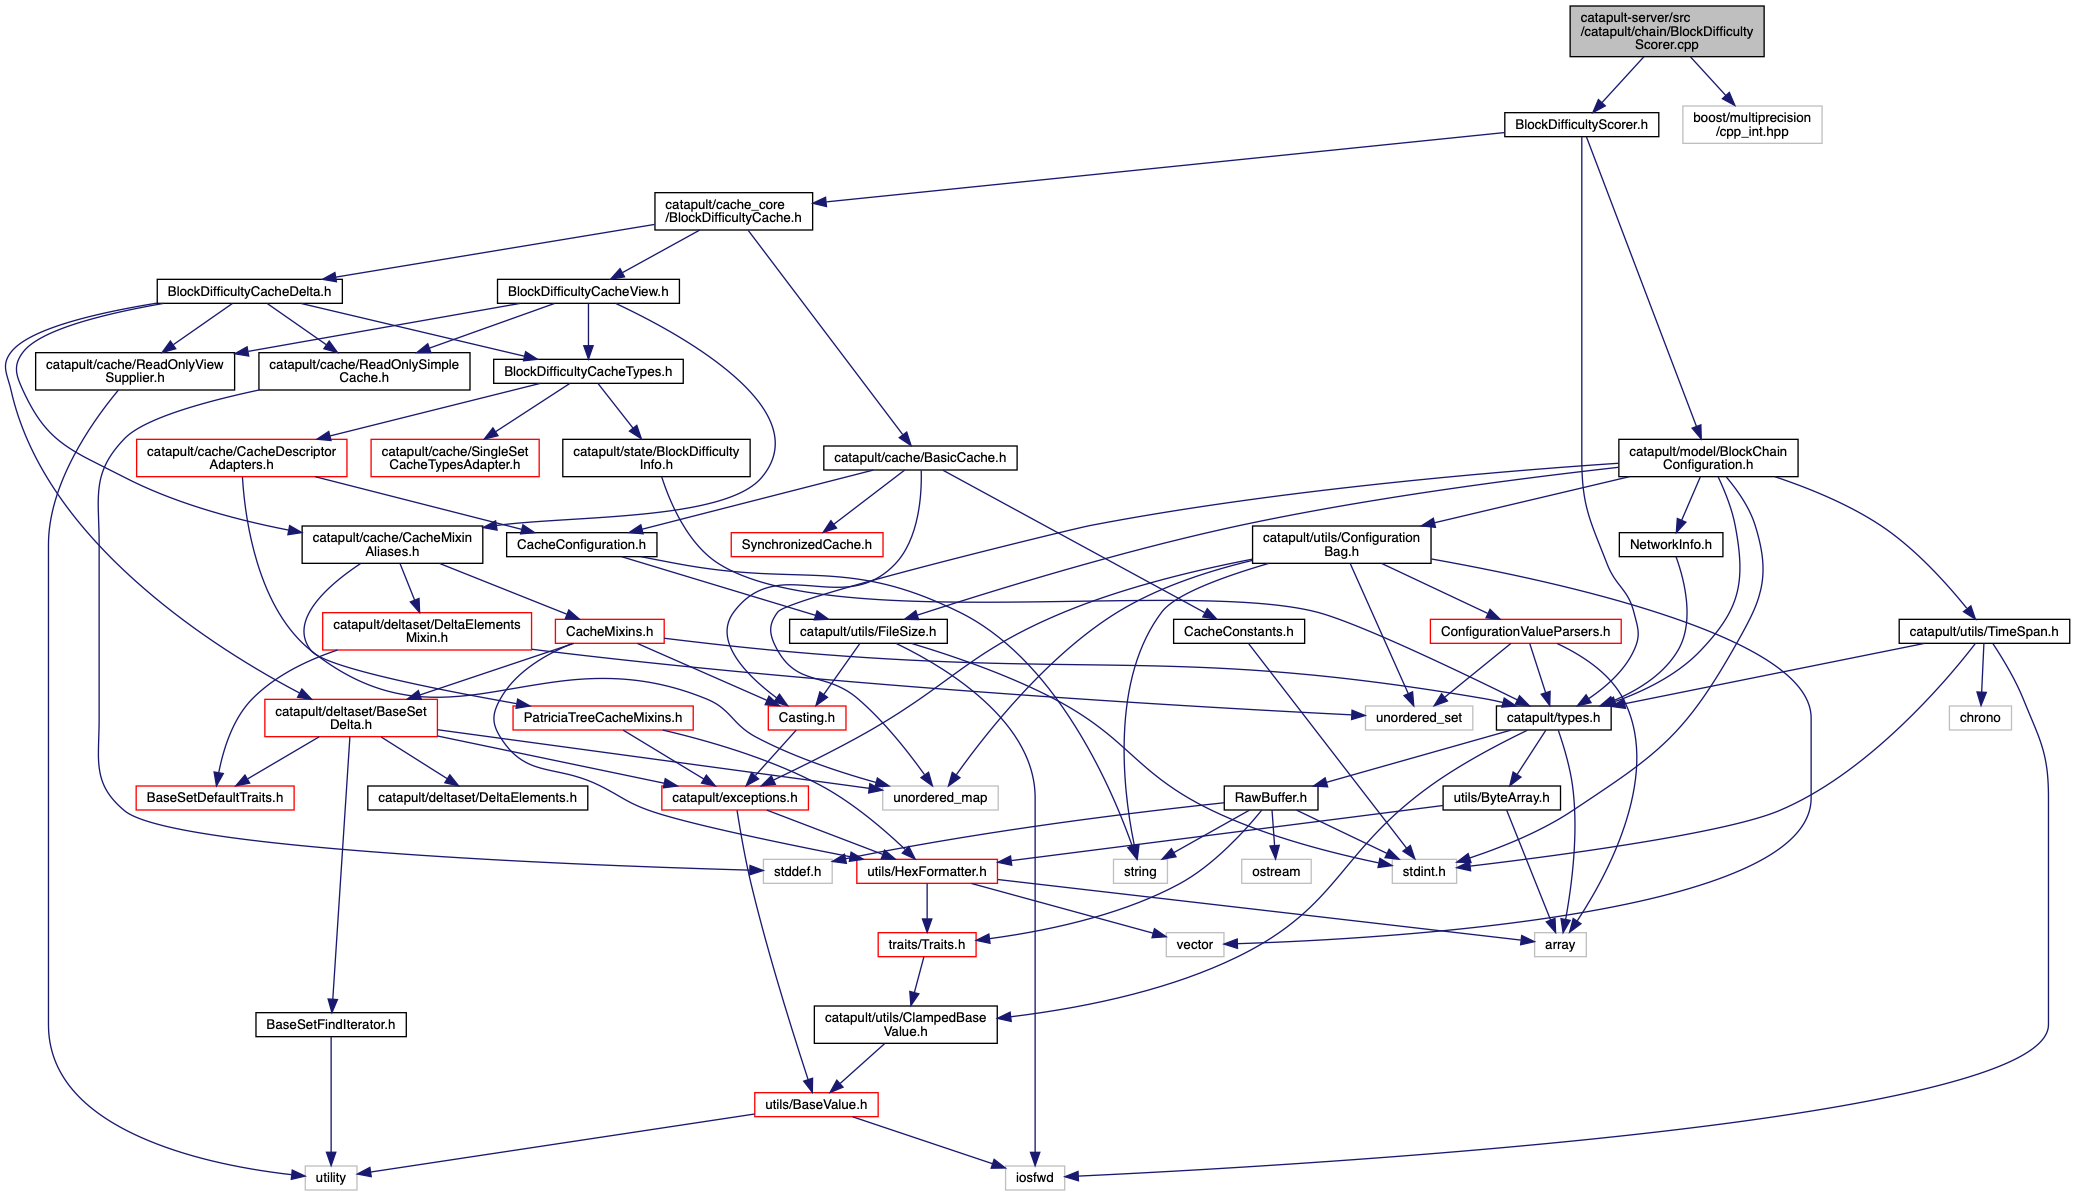 catapult-server/src
/catapult/chain/BlockDifficulty
Scorer.cpp
BlockDifficultyScorer.h
boost/multiprecision
/cpp_int.hpp
catapult/cache_core
/BlockDifficultyCache.h
BlockDifficultyCacheDelta.h
BlockDifficultyCacheView.h
catapult/cache/ReadOnlyView
Supplier.h
catapult/cache/ReadOnlySimple
Cache.h
BlockDifficultyCacheTypes.h
catapult/cache/CacheDescriptor
Adapters.h
catapult/cache/SingleSet
CacheTypesAdapter.h
catapult/state/BlockDifficulty
Info.h
catapult/cache/BasicCache.h
catapult/model/BlockChain
Configuration.h
catapult/cache/CacheMixin
Aliases.h
CacheConfiguration.h
SynchronizedCache.h
catapult/utils/Configuration
Bag.h
NetworkInfo.h
catapult/deltaset/DeltaElements
Mixin.h
CacheMixins.h
catapult/utils/FileSize.h
CacheConstants.h
ConfigurationValueParsers.h
catapult/utils/TimeSpan.h
catapult/deltaset/BaseSet
Delta.h
PatriciaTreeCacheMixins.h
Casting.h
unordered_set
catapult/types.h
chrono
BaseSetDefaultTraits.h
catapult/deltaset/DeltaElements.h
catapult/exceptions.h
unordered_map
RawBuffer.h
utils/ByteArray.h
stddef.h
utils/HexFormatter.h
string
ostream
stdint.h
traits/Traits.h
vector
array
BaseSetFindIterator.h
catapult/utils/ClampedBase
Value.h
utils/BaseValue.h
utility
iosfwd